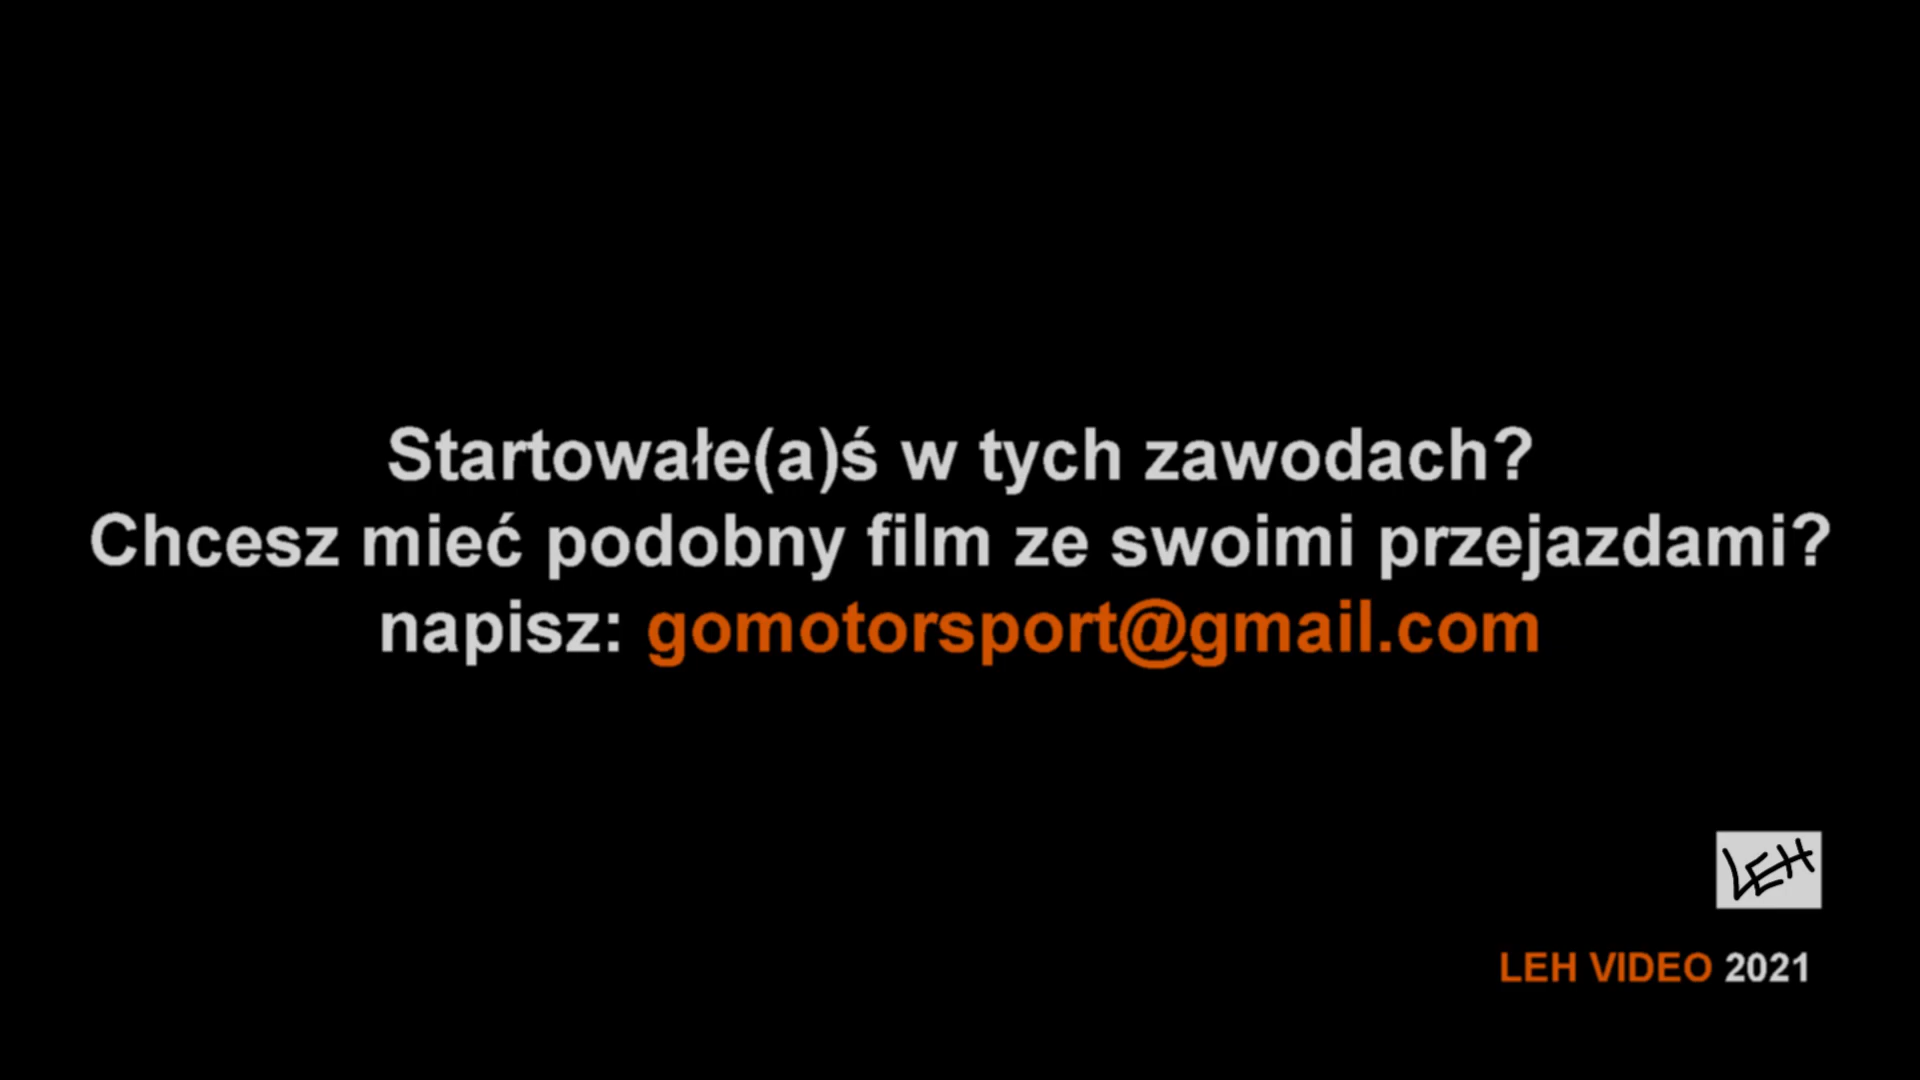 Startowałe(a)ś w tych zawodach?
Chcesz mieć podobny film ze swoimi przejazdami?
napisz: gomotorsport@gmail.com
LEH
LEH VIDEO 2021